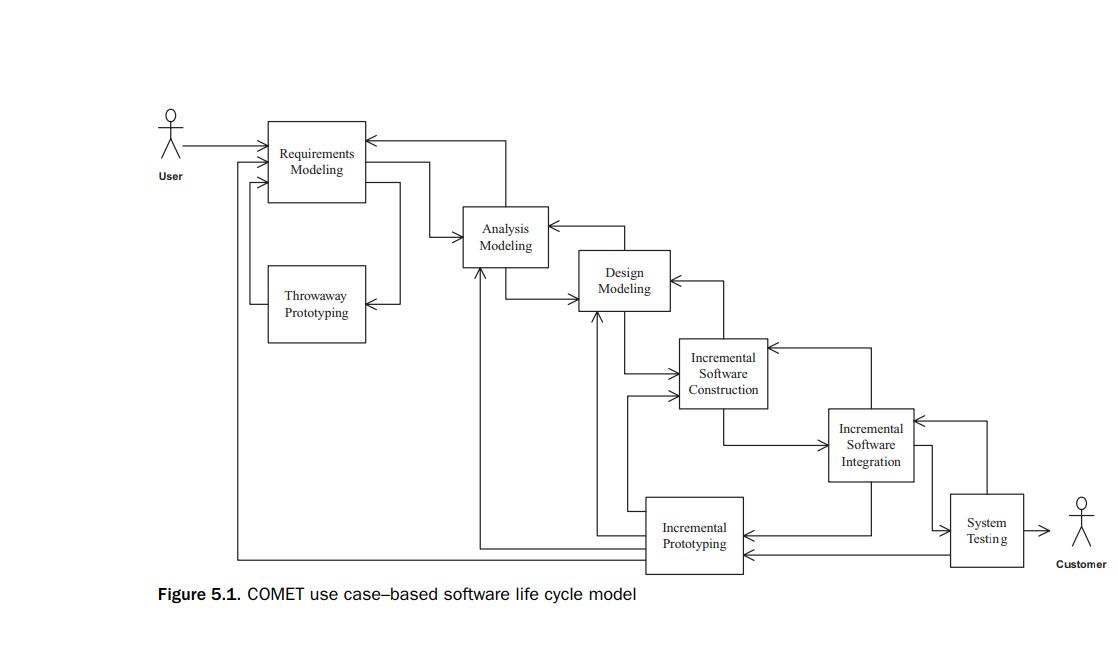 User
Requirements
Modeling
Analysis
Modeling
Throwaway
Prototyping
Design
Modeling
Incremental
Software
Construction
Incremental
Software
Integration
Incremental
Prototyping
System
Testing
Customer
Figure 5.1. COMET use case–based software life cycle model